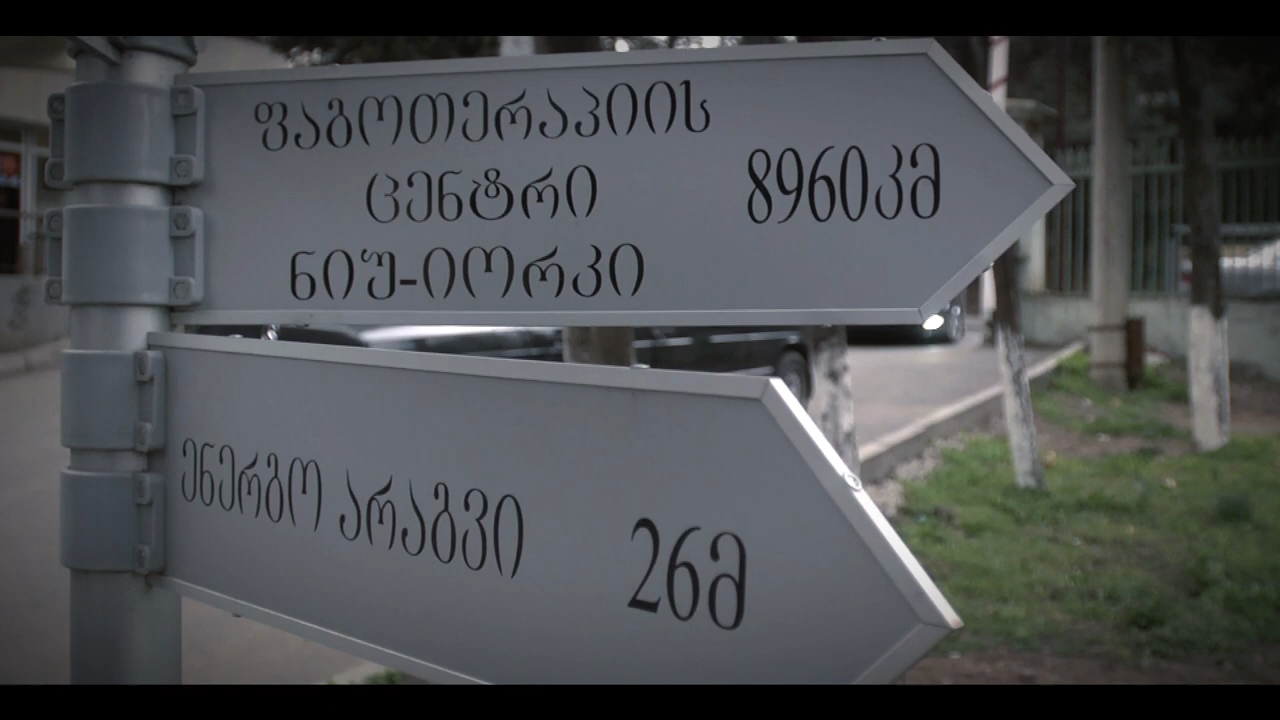 ფაგოთერაპიის
ცენტრი
ნიუ-იორკი
8960კმ
ენერგო არაგვი
26მ